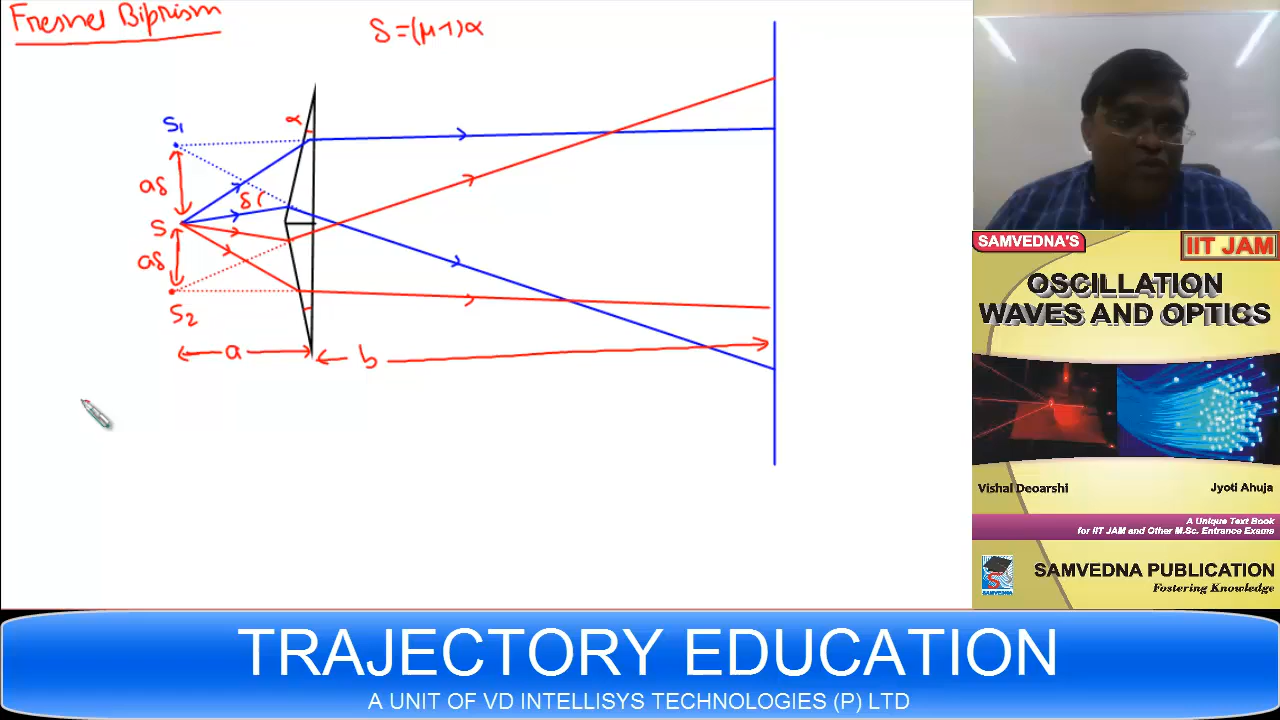 Fresnel Biprism
δ=(μ-1)α
α
S1
aδ
δ
S
aδ
S2
a
b
SAMVEDNA'S
IIT JAM
OSCILLATION
WAVES AND OPTICS
Vishal Deoarshi
Jyoti Ahuja
A Unique Text Book
for IIT JAM and Other M.Sc. Entrance Exams
SAMVEDNA
SAMVEDNA PUBLICATION
Fostering Knowledge
TRAJECTORY EDUCATION
A UNIT OF VD INTELLISYS TECHNOLOGIES (P) LTD